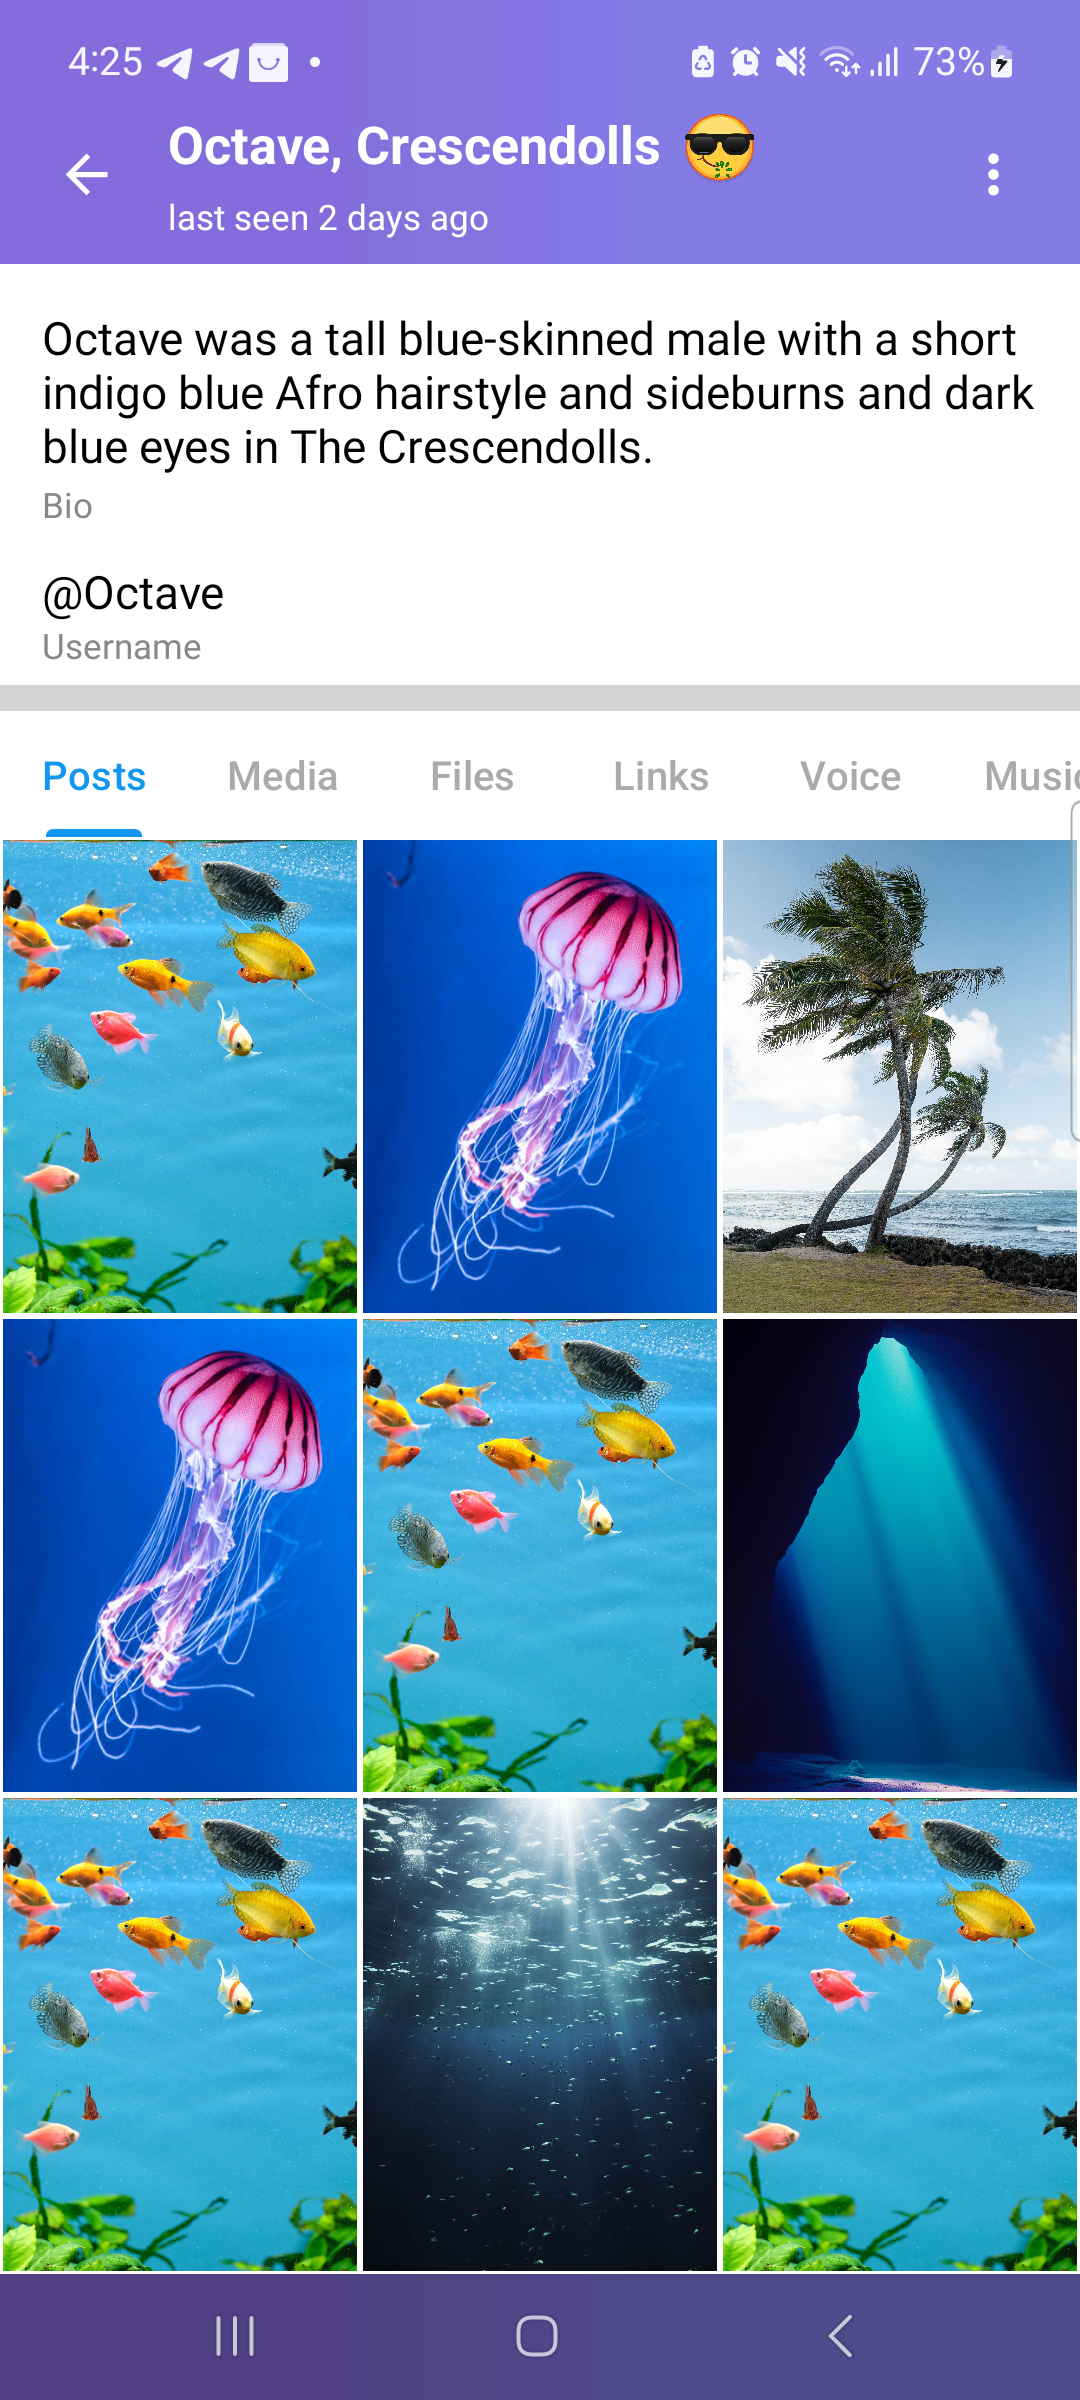 4:25
73%
Octave, Crescendolls
last seen 2 days ago
Octave was a tall blue-skinned male with a short
indigo blue Afro hairstyle and sideburns and dark
blue eyes in The Crescendolls.
Bio
@Octave
Username
Posts Media Files Links Voice Music